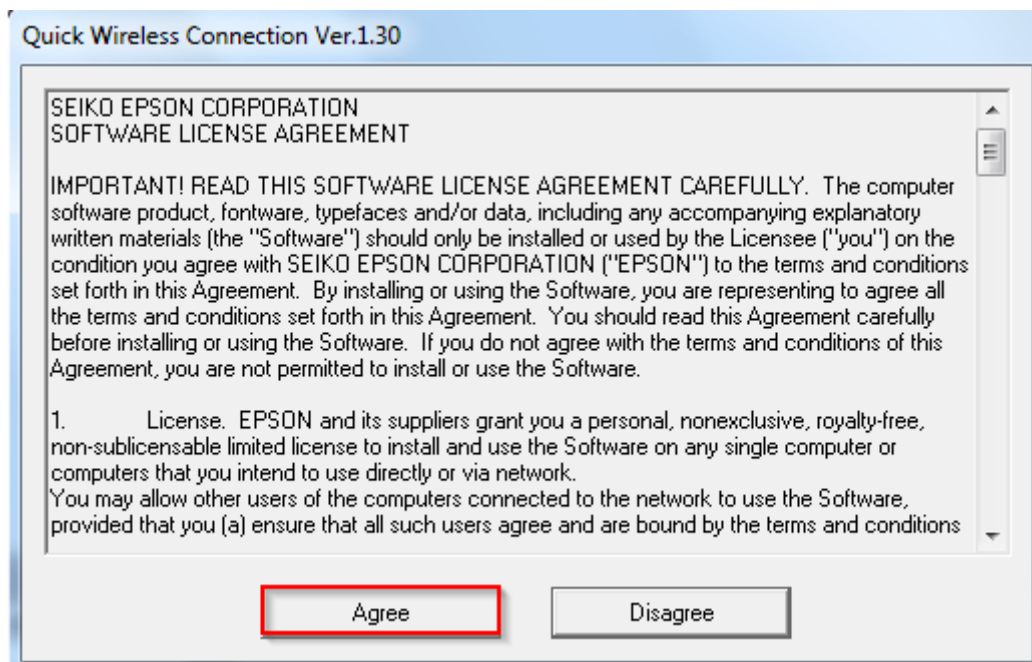 Quick Wireless Connection Ver.1.30
SEIKO EPSON CORPORATION
SOFTWARE LICENSE AGREEMENT
IMPORTANT! READ THIS SOFTWARE LICENSE AGREEMENT CAREFULLY.  The computer
software product, fontware, typefaces and/or data, including any accompanying explanatory
written materials (the "Software") should only be installed or used by the Licensee ("you") on the
condition you agree with SEIKO EPSON CORPORATION ("EPSON") to the terms and conditions
set forth in this Agreement.  By installing or using the Software, you are representing to agree all
the terms and conditions set forth in this Agreement.  You should read this Agreement carefully
before installing or using the Software.  If you do not agree with the terms and conditions of this
Agreement, you are not permitted to install or use the Software.
1.          License.  EPSON and its suppliers grant you a personal, nonexclusive, royalty-free,
non-sublicensable limited license to install and use the Software on any single computer or
computers that you intend to use directly or via network.
You may allow other users of the computers connected to the network to use the Software,
provided that you (a) ensure that all such users agree and are bound by the terms and conditions
Agree
Disagree